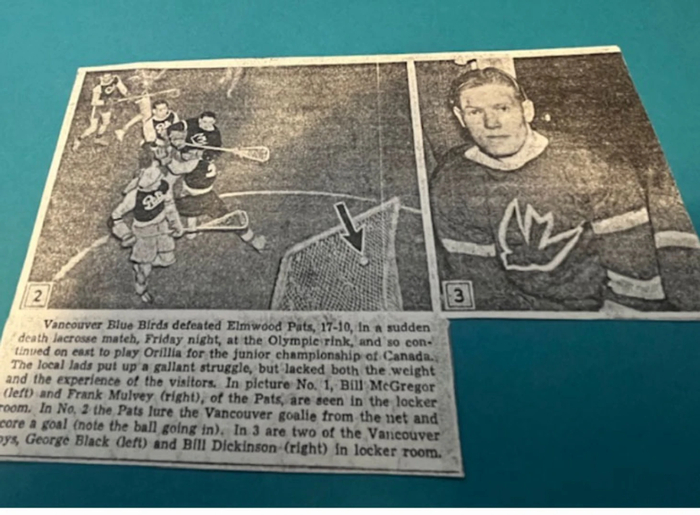 2
3
Vancouver Blue Birds defeated Elmwood Pats, 17-10, in a sudden
death lacrosse match, Friday night, at the Olympic rink, and so con-
tinued on east to play Orillia for the junior championship of Canada.
The local lads put up a gallant struggle, but lacked both the weight
and the experience of the visitors. In picture No. 1, Bill McGregor
(left) and Frank Mulvey (right), of the Pats, are seen in the locker
room. In No. 2 the Pats lure the Vancouver goalie from the net and
core a goal (note the ball going in). In 3 are two of the Vancouver
oys, George Black (left) and Bill Dickinson (right) in locker room.